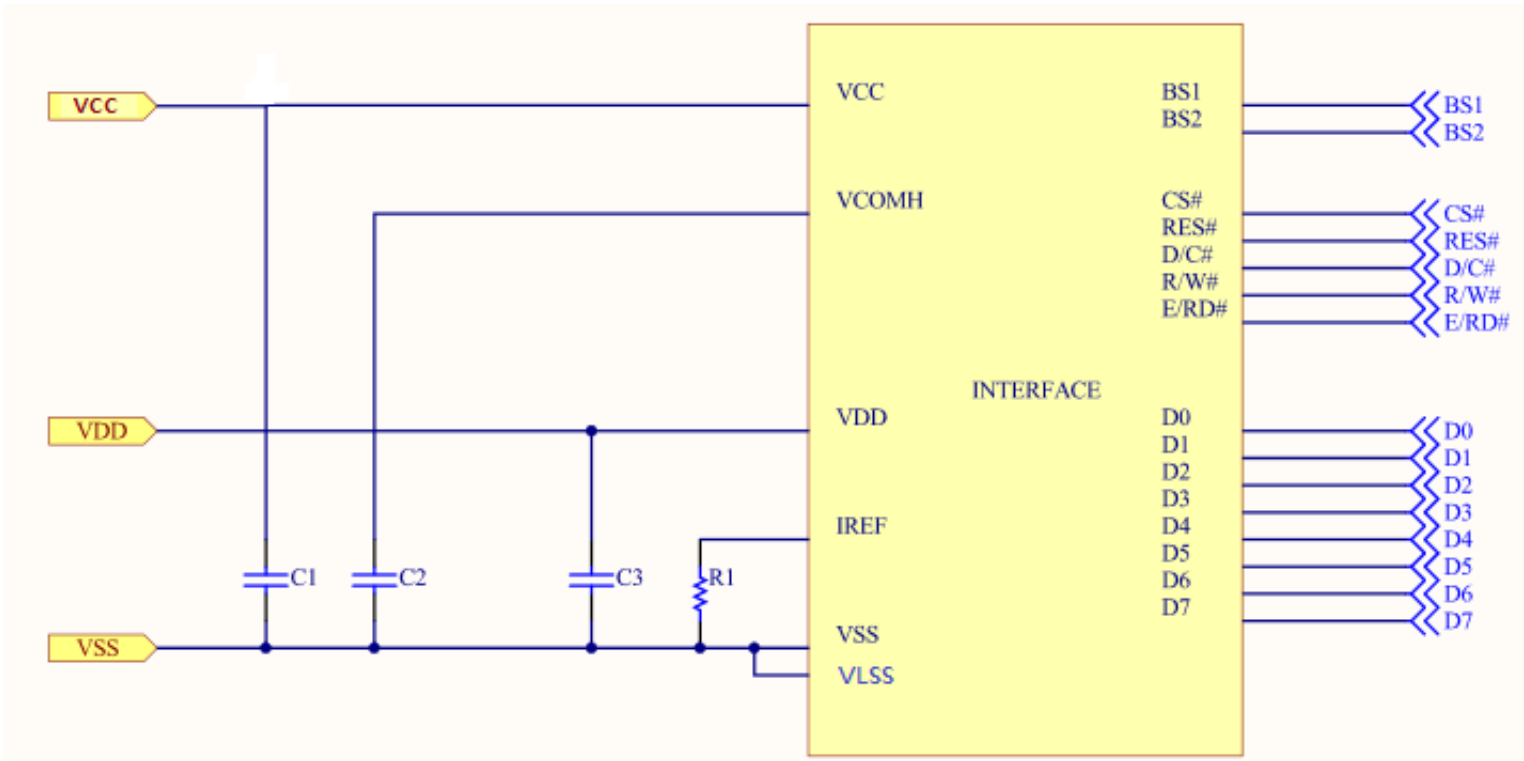 VCC
VDD
VSS
C1
C2
C3
R1
VCC
VCOMH
VDD
IREF
VSS
VLSS
INTERFACE
BS1
BS2
CS#
RES#
D/C#
R/W#
E/RD#
D0
D1
D2
D3
D4
D5
D6
D7
BS1
BS2
CS#
RES#
D/C#
R/W#
E/RD#
D0
D1
D2
D3
D4
D5
D6
D7